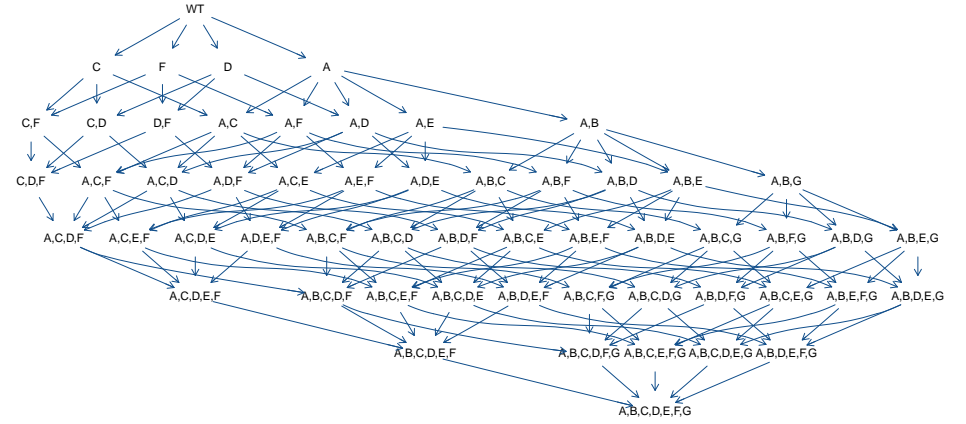 WT
C F D A
C,F C,D D,F A,C A,F A,D A,E A,B
C,D,F A,C,F A,C,D A,D,F A,C,E A,E,F A,D,E A,B,C A,B,F A,B,D A,B,E A,B,G
A,C,D,F A,C,E,F A,C,D,E A,D,E,F A,B,C,F A,B,C,D A,B,D,F A,B,C,E A,B,E,F A,B,D,E A,B,C,G A,B,F,G A,B,D,G A,B,E,G
A,C,D,E,F A,B,C,D,F A,B,C,E,F A,B,C,D,E A,B,D,E,F A,B,C,F,G A,B,C,D,G A,B,D,F,G A,B,C,E,G A,B,E,F,G A,B,D,E,G
A,B,C,D,E,F A,B,C,D,F,G A,B,C,E,F,G A,B,C,D,E,G A,B,D,E,F,G
A,B,C,D,E,F,G